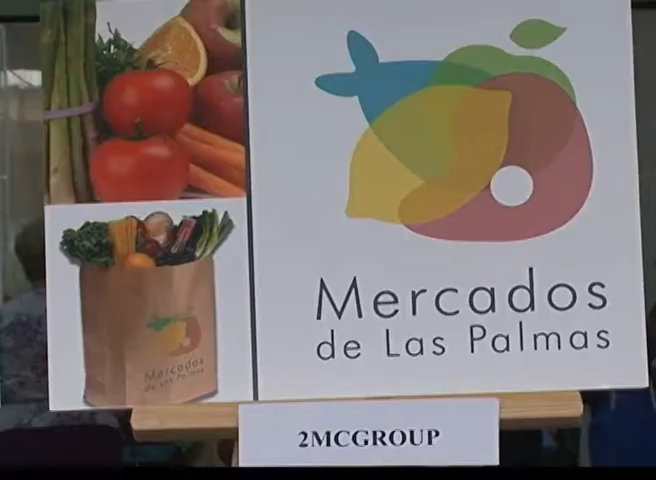 Mercados
de Las Palmas
Mercados
de Las Palmas
2MCGROUP